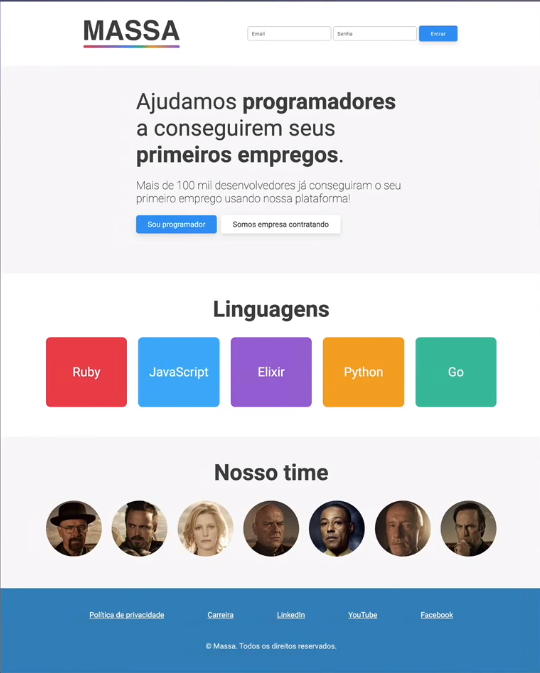 MASSA
Email
Senha
Entrar
Ajudamos programadores
a conseguirem seus
primeiros empregos.
Mais de 100 mil desenvolvedores já conseguiram o seu
primeiro emprego usando nossa plataforma!
Sou programador
Somos empresa contratando
Linguagens
Ruby
JavaScript
Elixir
Python
Go
Nosso time
Política de privacidade
Carreira
LinkedIn
YouTube
Facebook
© Massa. Todos os direitos reservados.